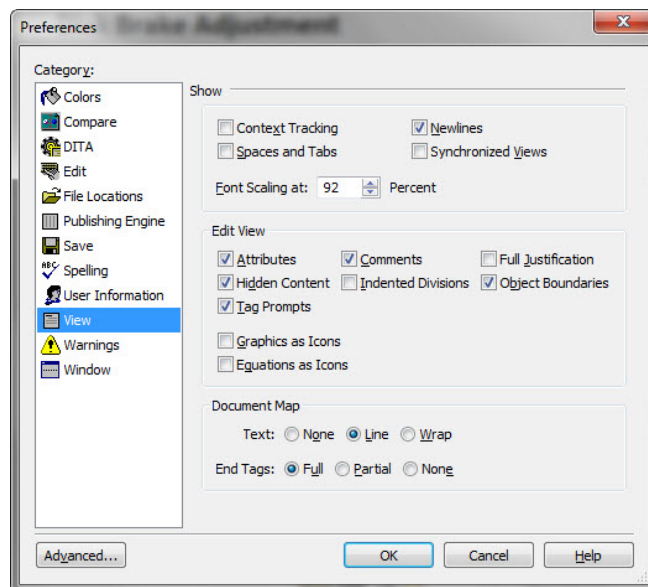 Preferences
Brake Adjustment
Category:
Colors
Compare
DITA
Edit
File Locations
Publishing Engine
Save
ABC Spelling
User Information
View
Warnings
Window
Show
Context Tracking
Newlines
Spaces and Tabs
Synchronized Views
Font Scaling at: 92 Percent
Edit View
Attributes
Comments
Full Justification
Hidden Content
Indented Divisions
Object Boundaries
Tag Prompts
Graphics as Icons
Equations as Icons
Document Map
Text: None Line Wrap
End Tags: Full Partial None
Advanced...
OK
Cancel
Help